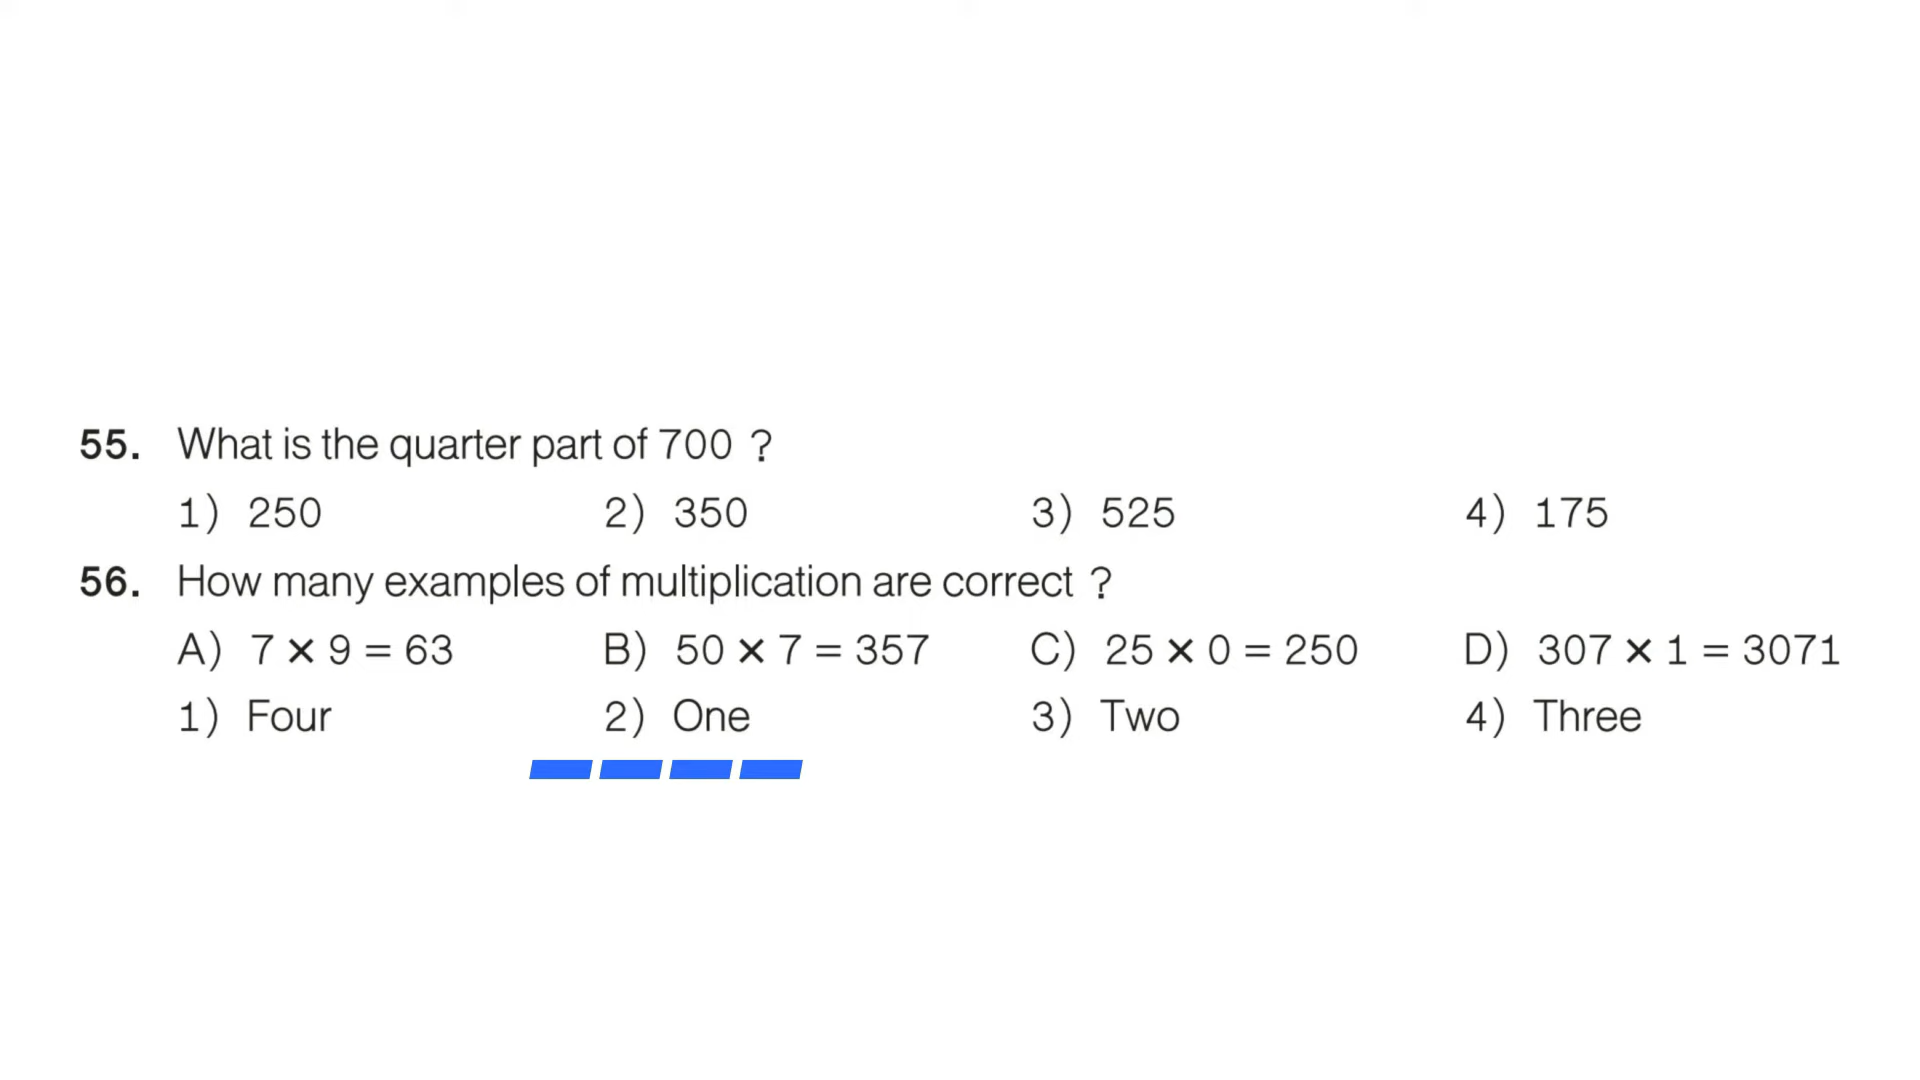 55. What is the quarter part of 700 ?
1) 250 2) 350 3) 525 4) 175
56. How many examples of multiplication are correct ?
A) 7 × 9 = 63 B) 50 × 7 = 357 C) 25 × 0 = 250 D) 307 × 1 = 3071
1) Four 2) One 3) Two 4) Three